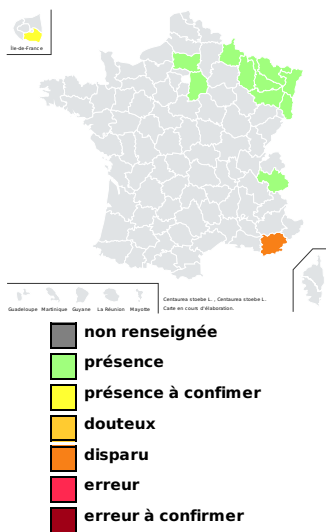 Île-de-France
Guadeloupe Martinique Guyane La Réunion Mayotte
Centaurea stoebe L. , Centaurea stoebe L.
Carte en cours d'élaboration.
non renseignée
présence
présence à confimer
douteux
disparu
erreur
erreur à confirmer